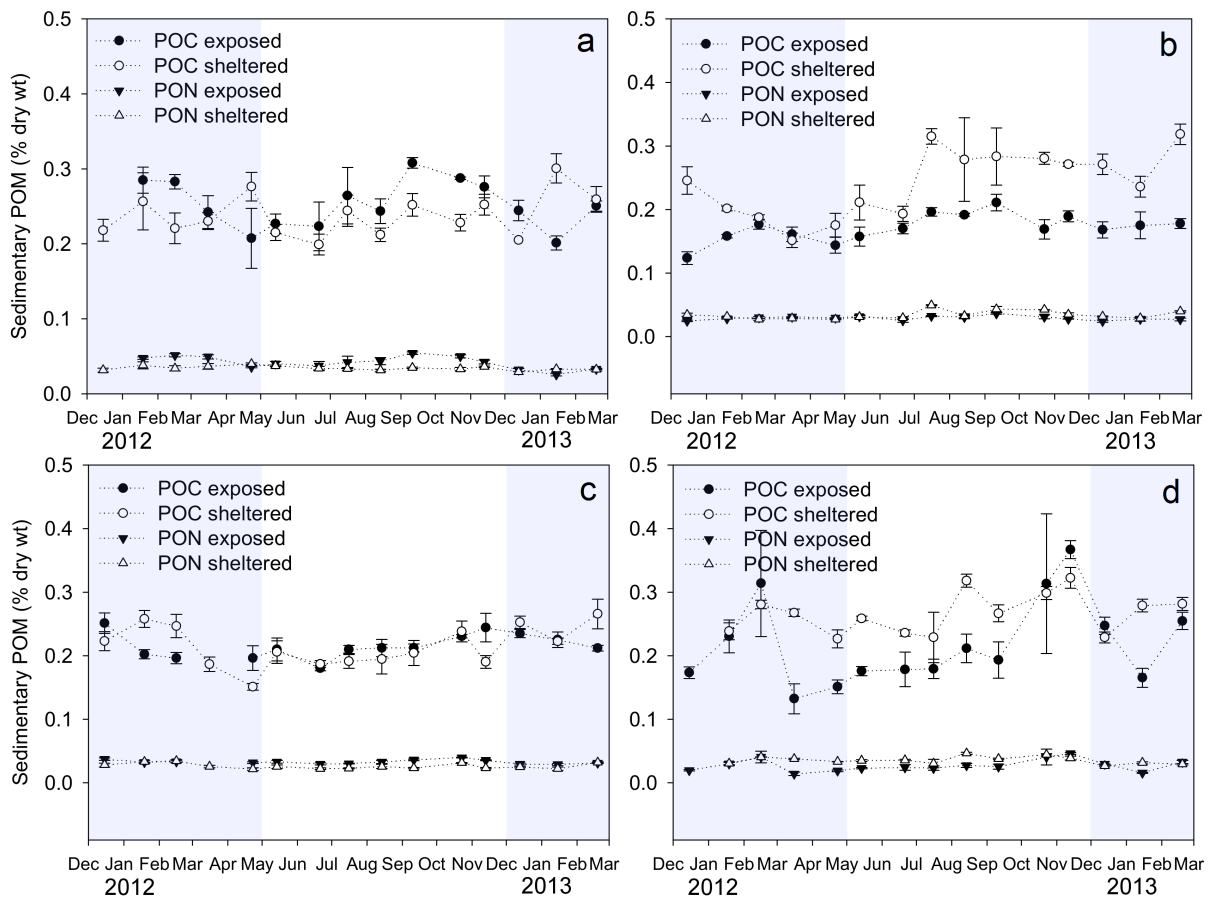 0.5
0.4
0.3
0.2
0.1
0.0
Sedimentary POM (% dry wt)
POC exposed
POC sheltered
PON exposed
PON sheltered
a
Dec Jan Feb Mar Apr May Jun Jul Aug Sep Oct Nov Dec Jan Feb Mar
2012 2013
0.5
0.4
0.3
0.2
0.1
0.0
POC exposed
POC sheltered
PON exposed
PON sheltered
b
Dec Jan Feb Mar Apr May Jun Jul Aug Sep Oct Nov Dec Jan Feb Mar
2012 2013
0.5
0.4
0.3
0.2
0.1
0.0
Sedimentary POM (% dry wt)
POC exposed
POC sheltered
PON exposed
PON sheltered
c
Dec Jan Feb Mar Apr May Jun Jul Aug Sep Oct Nov Dec Jan Feb Mar
2012 2013
0.5
0.4
0.3
0.2
0.1
0.0
POC exposed
POC sheltered
PON exposed
PON sheltered
d
Dec Jan Feb Mar Apr May Jun Jul Aug Sep Oct Nov Dec Jan Feb Mar
2012 2013